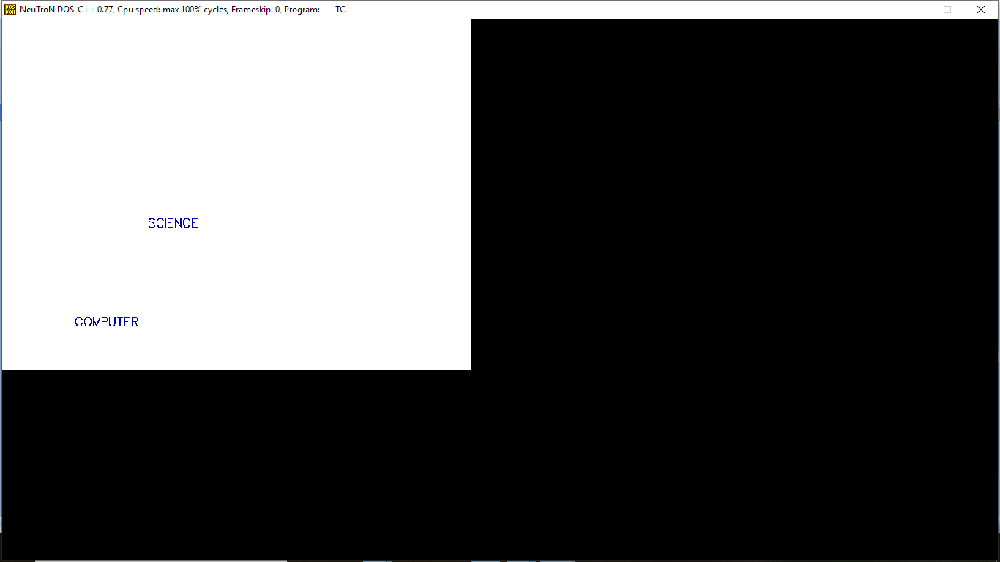 NeuTroN DOS-C++ 0.77, Cpu speed: max 100% cycles, Frameskip 0, Program: TC
SCIENCE
COMPUTER